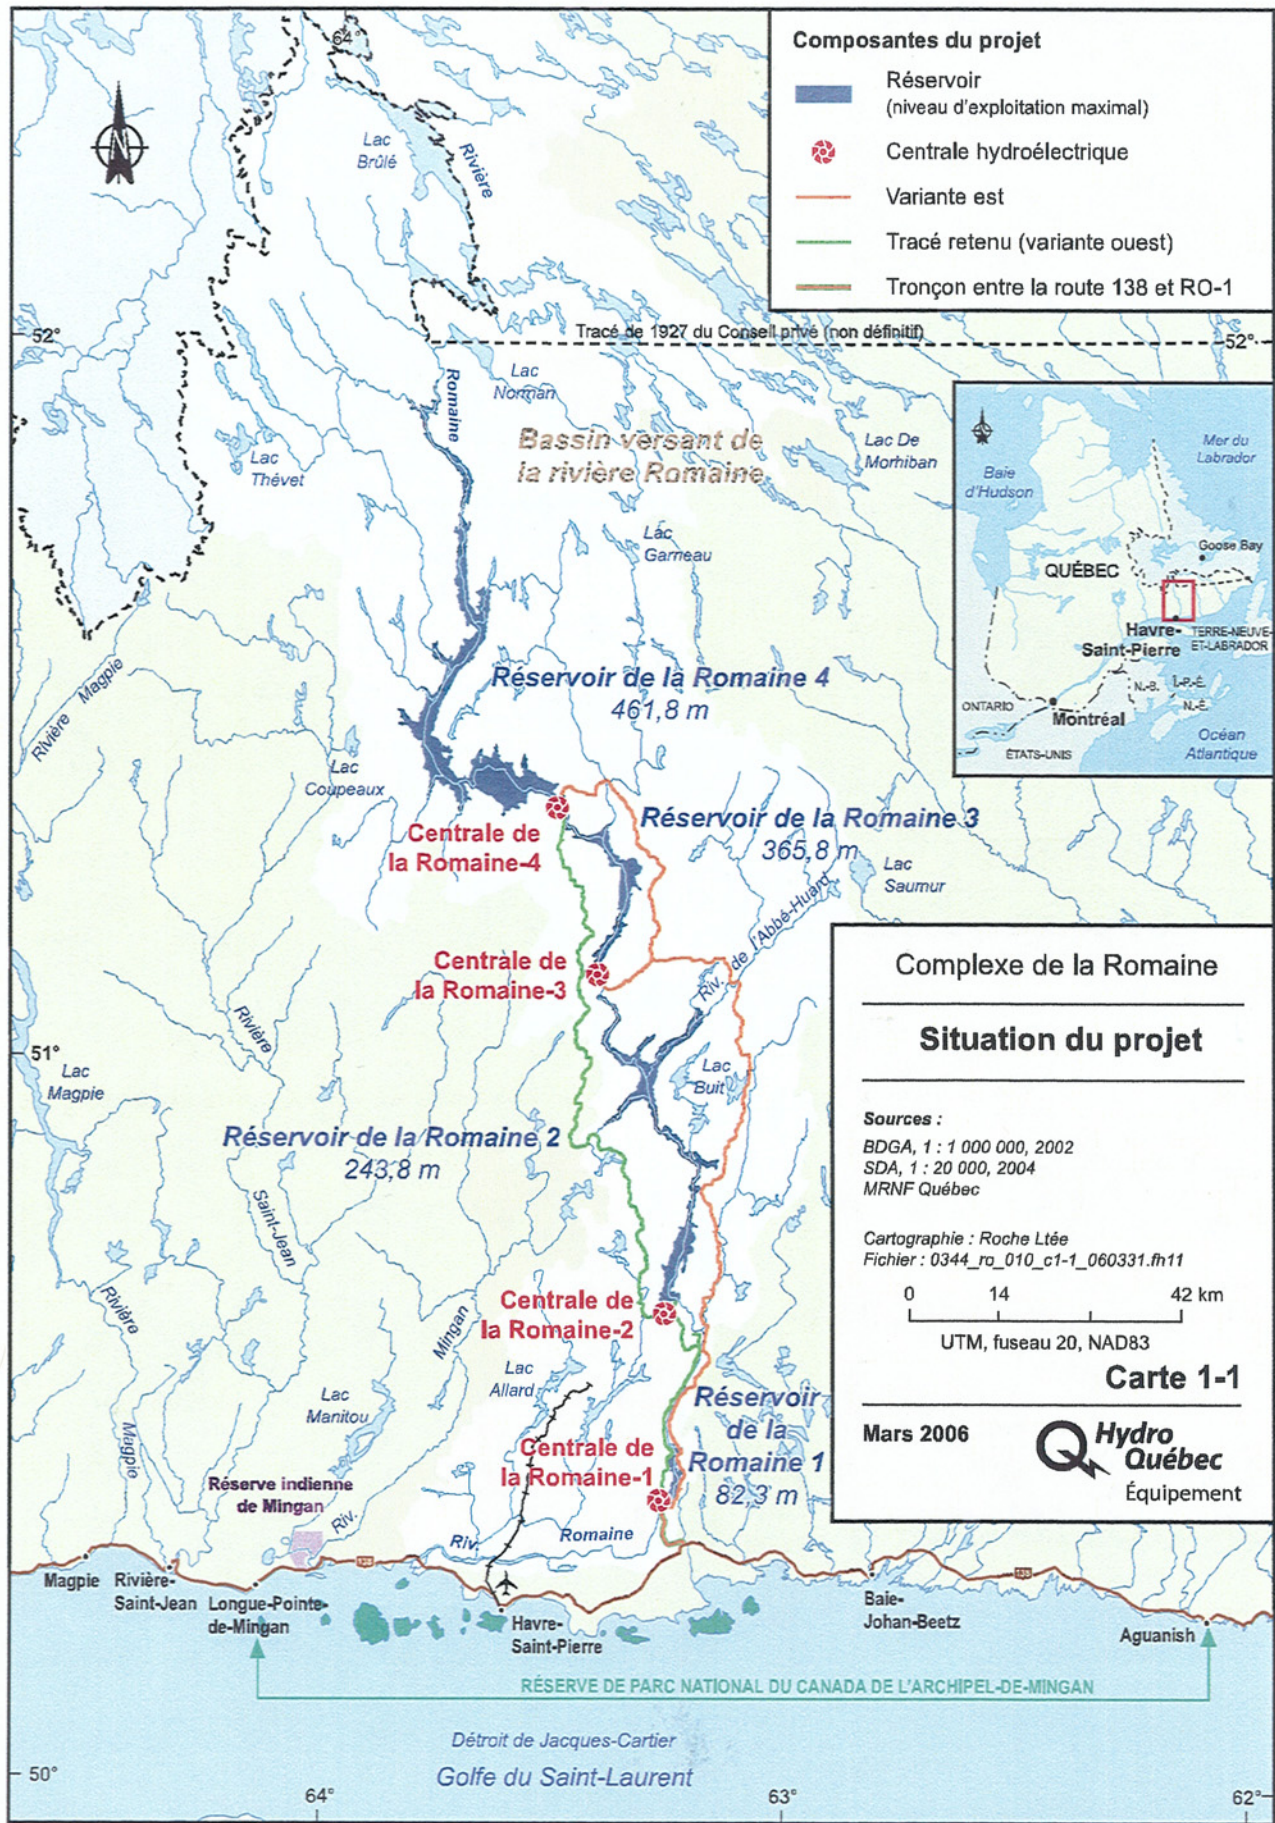 64°
Composantes du projet
Réservoir
(niveau d'exploitation maximal)
Centrale hydroélectrique
Variante est
Tracé retenu (variante ouest)
Tronçon entre la route 138 et RO-1
N
Lac
Brûlé
Rivière
52°
Tracé de 1927 du Conseil privé (non définitif)
52°
Romaine
Lac
Norman
Bassin versant de
la rivière Romaine
Lac De
Morhiban
Lac
Thévet
Lac
Garneau
Baie
d'Hudson
Mer du
Labrador
Goose Bay
QUÉBEC
Havre-
Saint-Pierre
TERRE-NEUVE-
ET-LABRADOR
N.-B.
Î.-P.-É.
N.-É.
ONTARIO
Montréal
ÉTATS-UNIS
Océan
Atlantique
Rivière Magpie
Réservoir de la Romaine 4
461,8 m
Lac
Coupeaux
Centrale de
la Romaine-4
Réservoir de la Romaine 3
365,8 m
Lac
Saumur
Riv. de l'Abbé-Huard
Centrale de
la Romaine-3
Complexe de la Romaine
Situation du projet
Sources :
BDGA, 1 : 1 000 000, 2002
SDA, 1 : 20 000, 2004
MRNF Québec
Cartographie : Roche Ltée
Fichier : 0344_ro_010_c1-1_060331.fh11
0 14 42 km
UTM, fuseau 20, NAD83
Carte 1-1
Mars 2006
Hydro
Québec
Équipement
Rivière
51°
Lac
Magpie
Lac
Buit
Réservoir de la Romaine 2
243,8 m
Saint-Jean
Rivière
Mingan
Centrale de
la Romaine-2
Lac
Allard
Lac
Manitou
Réservoir
de la
Romaine 1
82,3 m
Centrale de
la Romaine-1
Magpie
Réserve indienne
de Mingan
Riv.
Riv.
Romaine
138
138
Magpie
Rivière-
Saint-Jean
Longue-Pointe-
de-Mingan
Havre-
Saint-Pierre
Baie-
Johan-Beetz
Aguanish
RÉSERVE DE PARC NATIONAL DU CANADA DE L'ARCHIPEL-DE-MINGAN
Détroit de Jacques-Cartier
Golfe du Saint-Laurent
50°
64°
63°
62°